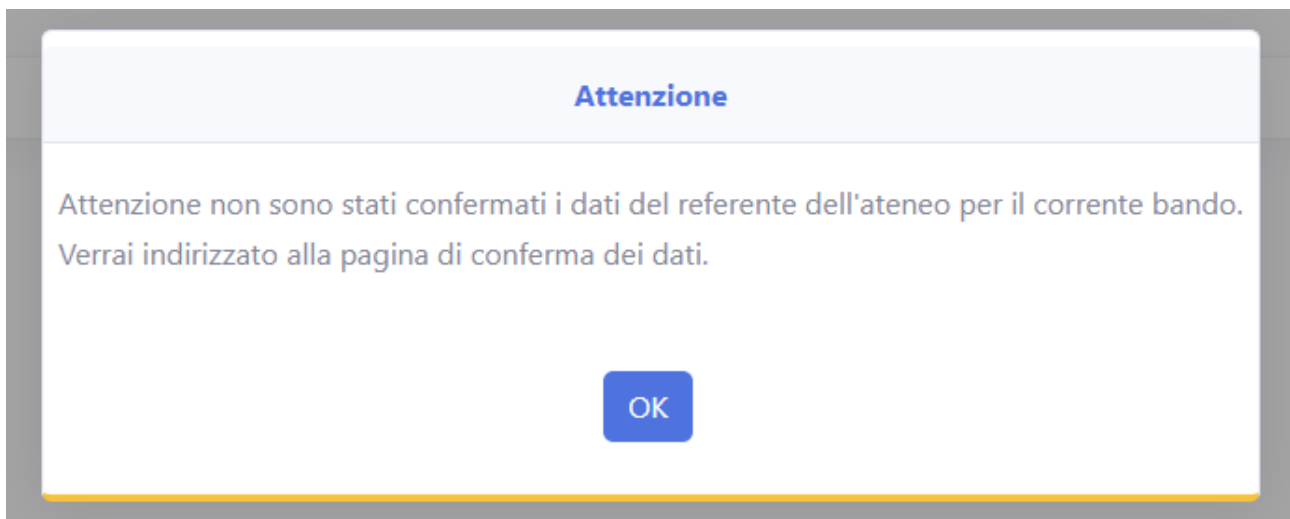 Attenzione
Attenzione non sono stati confermati i dati del referente dell'ateneo per il corrente bando.
Verrai indirizzato alla pagina di conferma dei dati.
OK